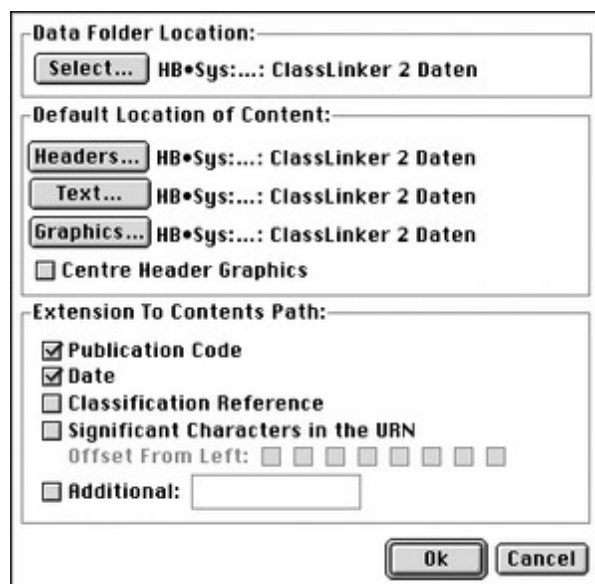 Data Folder Location:
Select... HB•Sys:...: ClassLinker 2 Daten
Default Location of Content:
Headers... HB•Sys:...: ClassLinker 2 Daten
Text... HB•Sys:...: ClassLinker 2 Daten
Graphics... HB•Sys:...: ClassLinker 2 Daten
Centre Header Graphics
Extension To Contents Path:
Publication Code
Date
Classification Reference
Significant Characters in the URN
Offset From Left:
Additional:
Ok Cancel